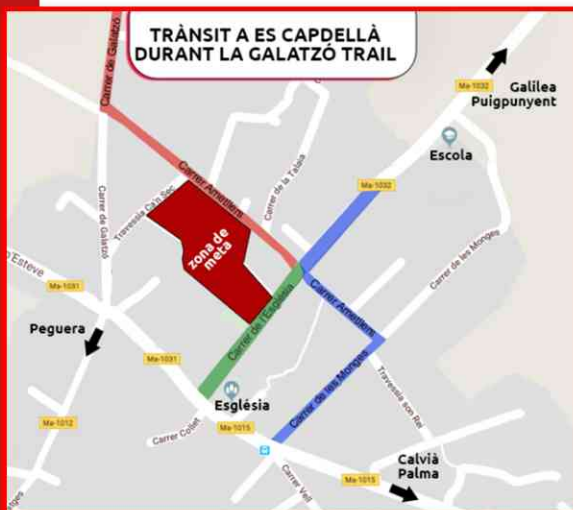 TRÀNSIT A ES CAPDELLÀ
DURANT LA GALATZÓ TRAIL
Carrer de Galatzó
Ma-1032
Galilea
Puigpunyent
Escola
Carrer Ametllers
Carrer de la Talaia
Travessia Ca'n Sec
Ma-1032
Carrer de Galatzó
zona de
meta
Carrer de les Monges
n'Esteve
Ma-1031
Carrer de l'Església
Carrer Ametllers
Peguera
Ma-1031
Travessia son Rei
Carrer de les Monges
Església
Ma-1012
Carrer Collet
Ma-1015
Calvià
Palma
Carrer Vell
Ma-1015